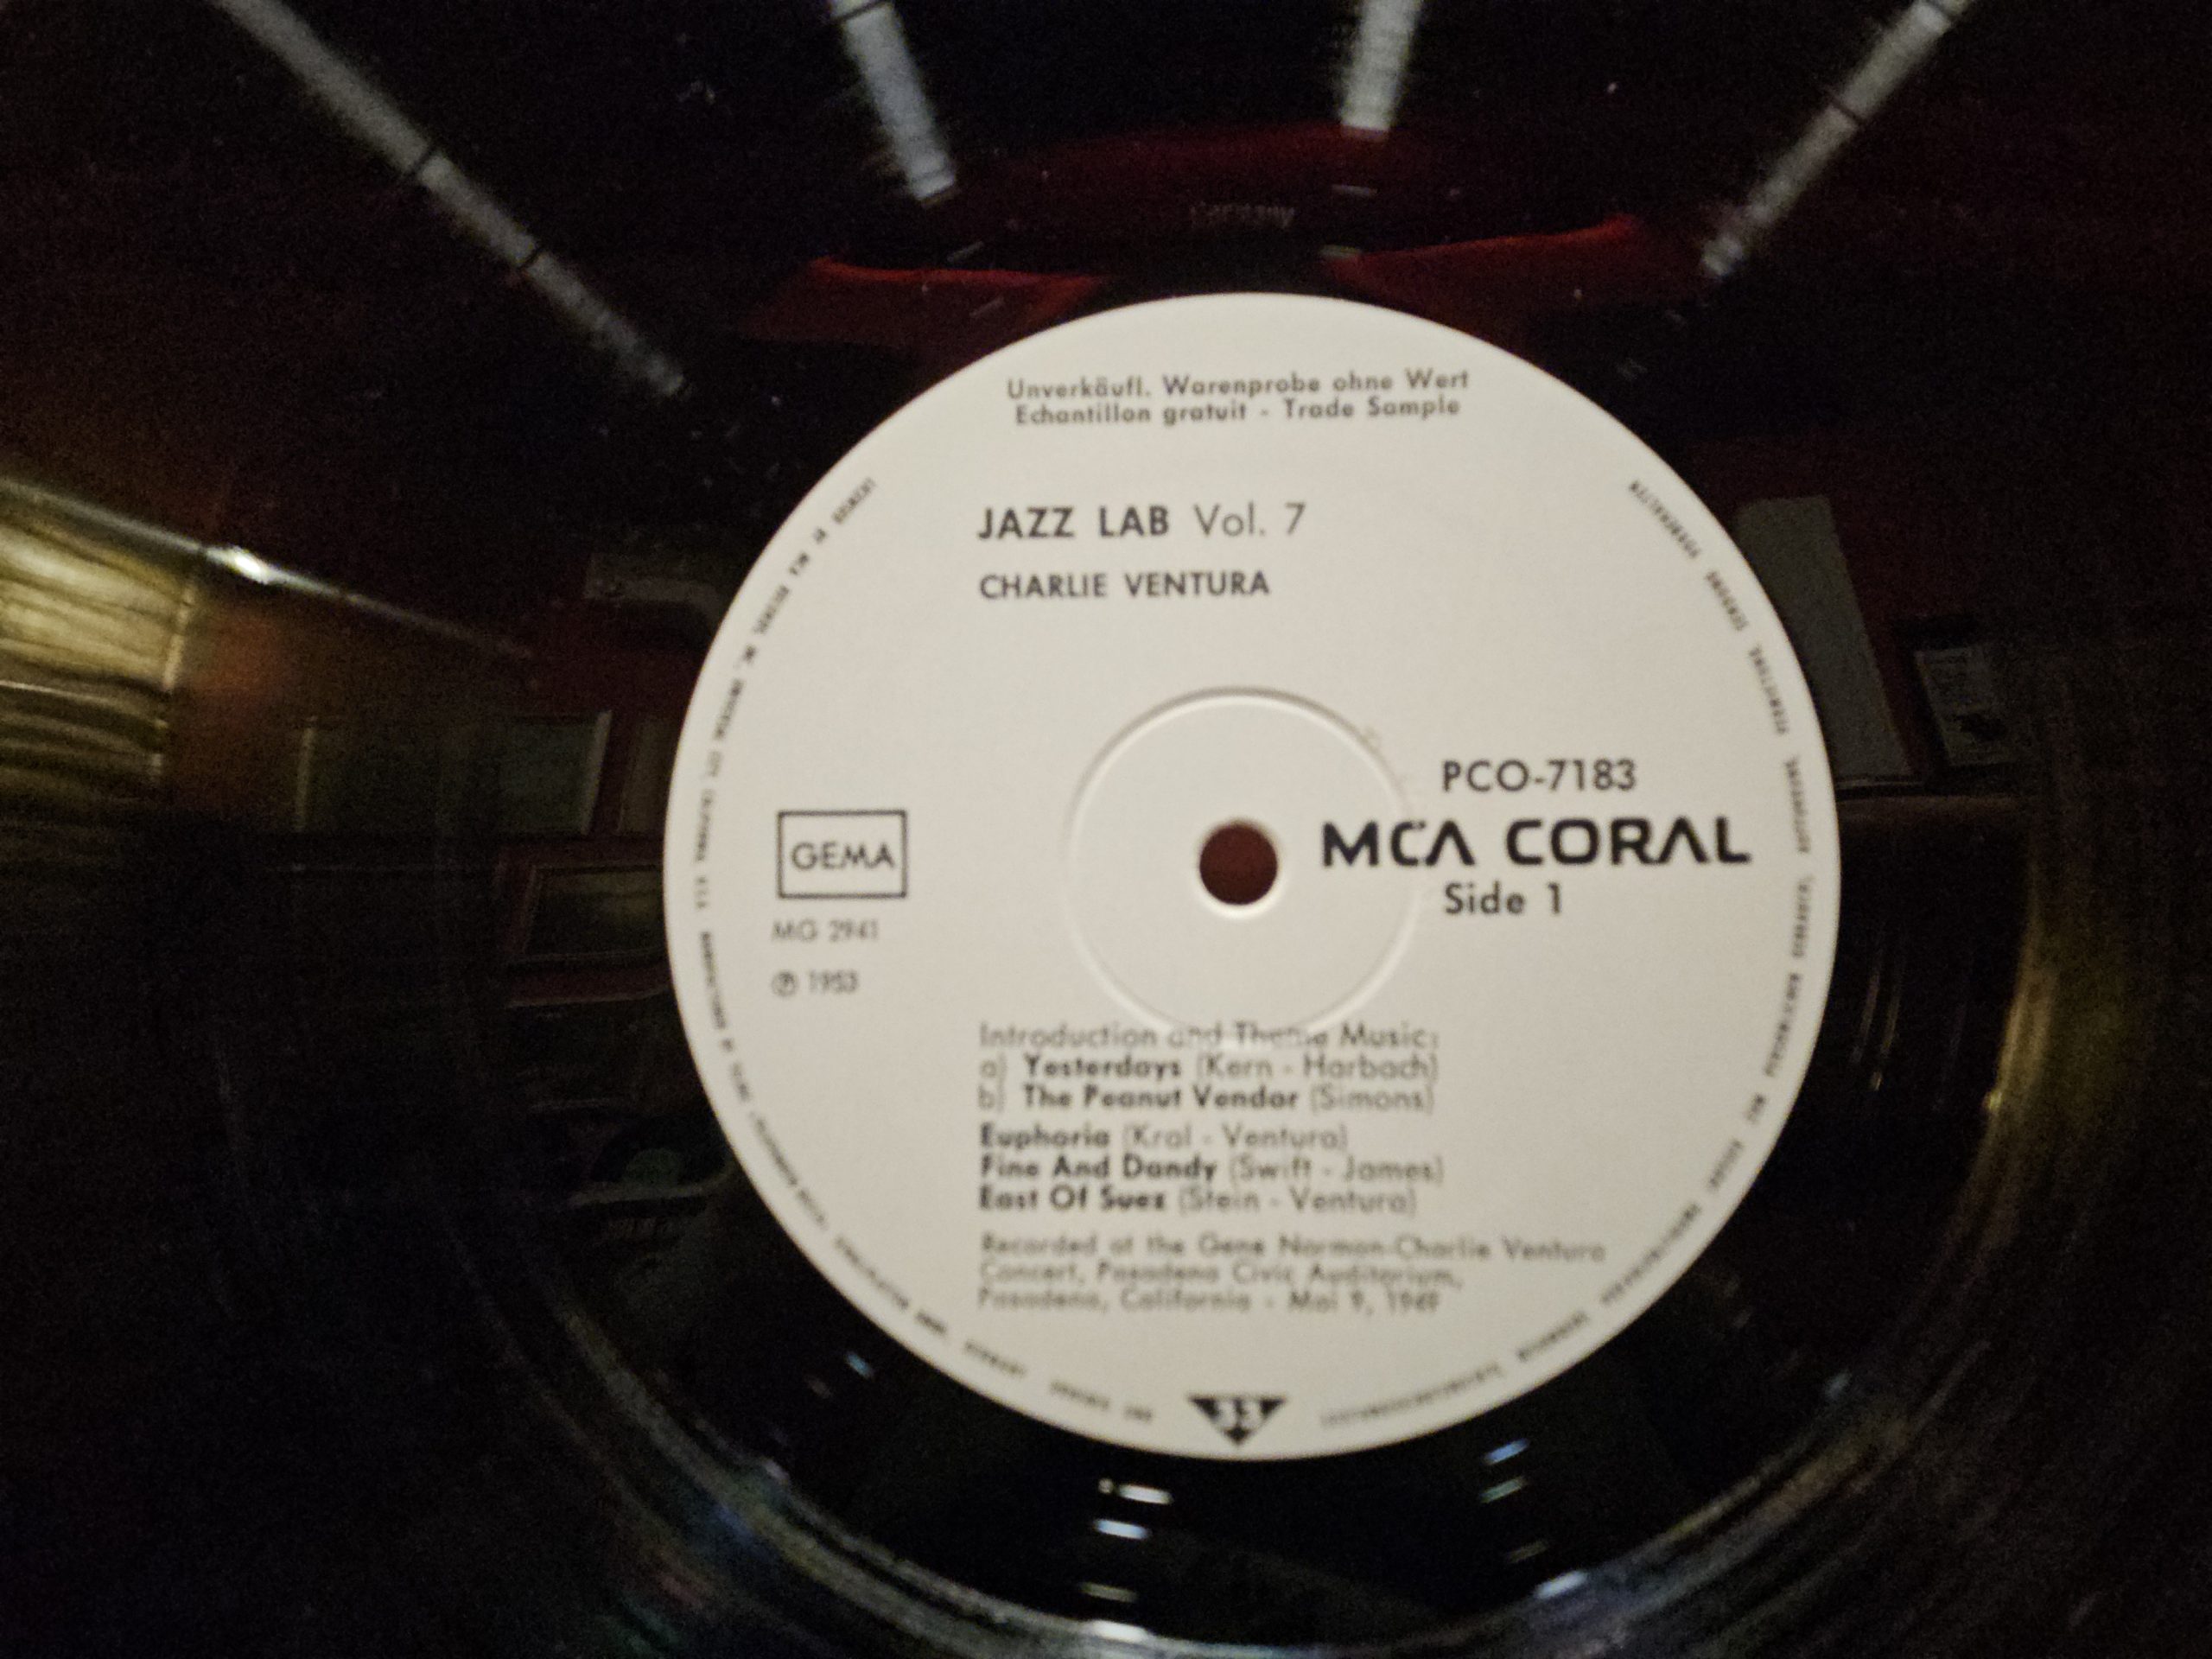 Germany
Unverkäufl. Warenprobe ohne Wert
Echantillon gratuit - Trade Sample
JAZZ LAB Vol. 7
CHARLIE VENTURA
PCO-7183
MCA CORAL
Side 1
GEMA
MG 2941
℗ 1953
Introduction and Theme Music:
a) Yesterdays (Kern - Harbach)
b) The Peanut Vendor (Simons)
Euphoria (Kral - Ventura)
Fine And Dandy (Swift - James)
East Of Suez (Stein - Ventura)
Recorded at the Gene Norman-Charlie Ventura
Concert, Pasadena Civic Auditorium,
Pasadena, California - Mai 9, 1949
33